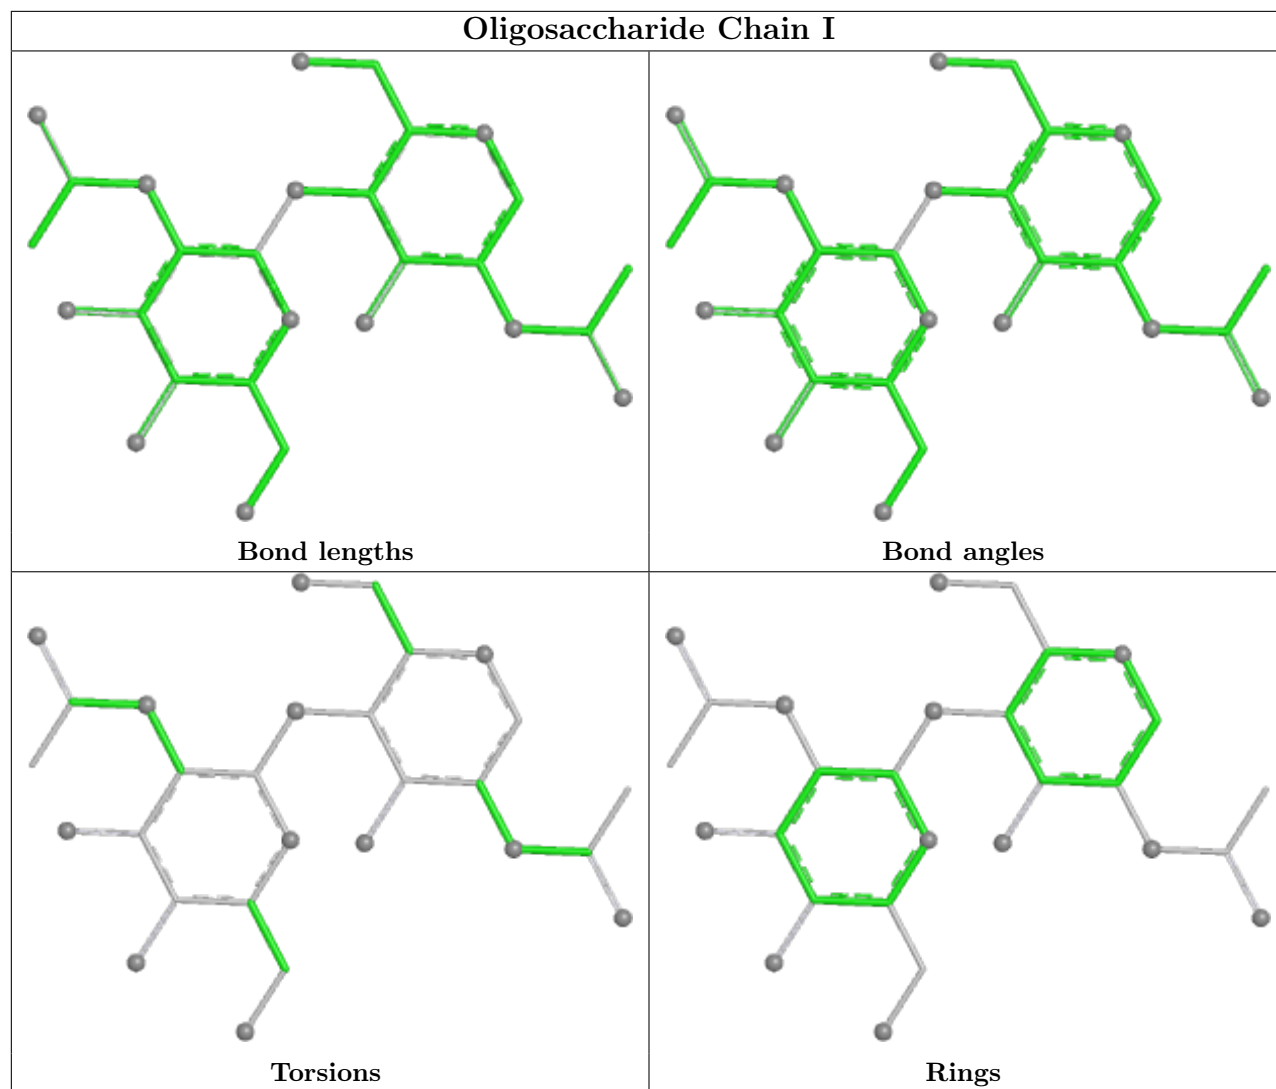 Oligosaccharide Chain I
Bond lengths
Bond angles
Torsions
Rings